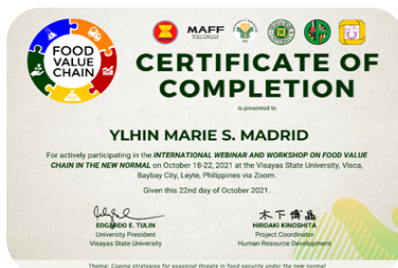 FOOD
VALUE
CHAIN
MAFF
CERTIFICATE OF
COMPLETION
is presented to
YLHIN MARIE S. MADRID
For actively participating in the INTERNATIONAL WEBINAR AND WORKSHOP ON FOOD VALUE
CHAIN IN THE NEW NORMAL on October 18-22, 2021 at the Visayas State University, Visca,
Baybay City, Leyte, Philippines via Zoom.
Given this 22nd day of October 2021.
EDGARDO E. TULIN
University President
Visayas State University
木下博晶
HIROAKI KINOSHITA
Project Coordinator
Human Resource Development
Theme: Coping strategies for seasonal threats in food security under the new normal